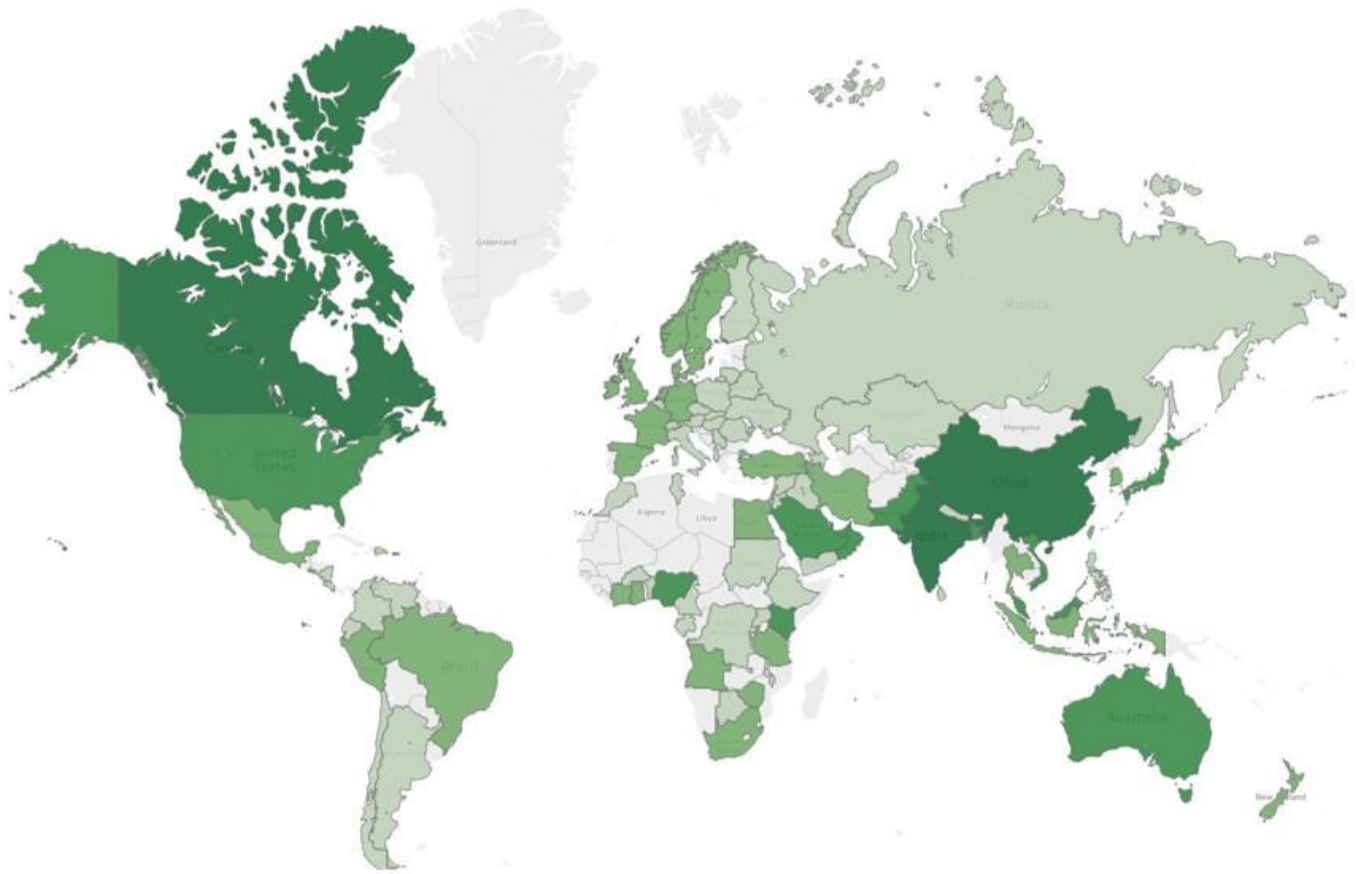 Greenland
Russia
Canada
Mongolia
United
States
China
Algeria
Libya
India
Brazil
Australia
New Zealand